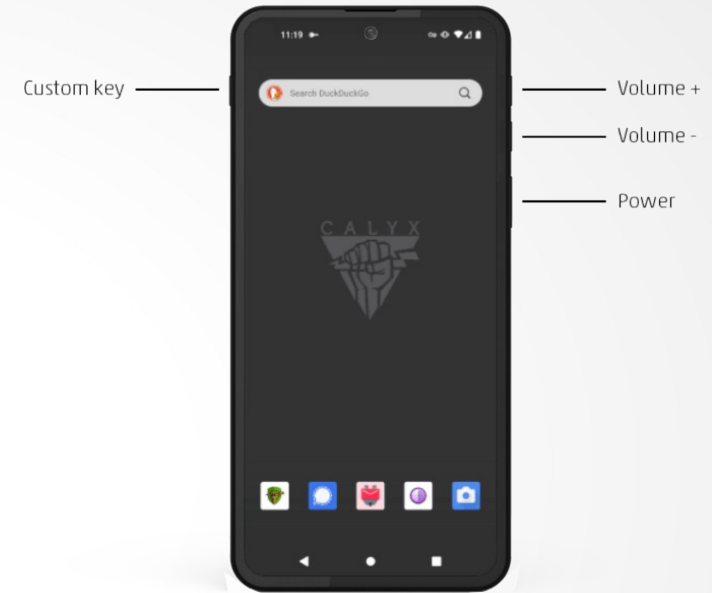 11:19
Custom key
Search DuckDuckGo
Volume +
Volume -
Power
CALYX